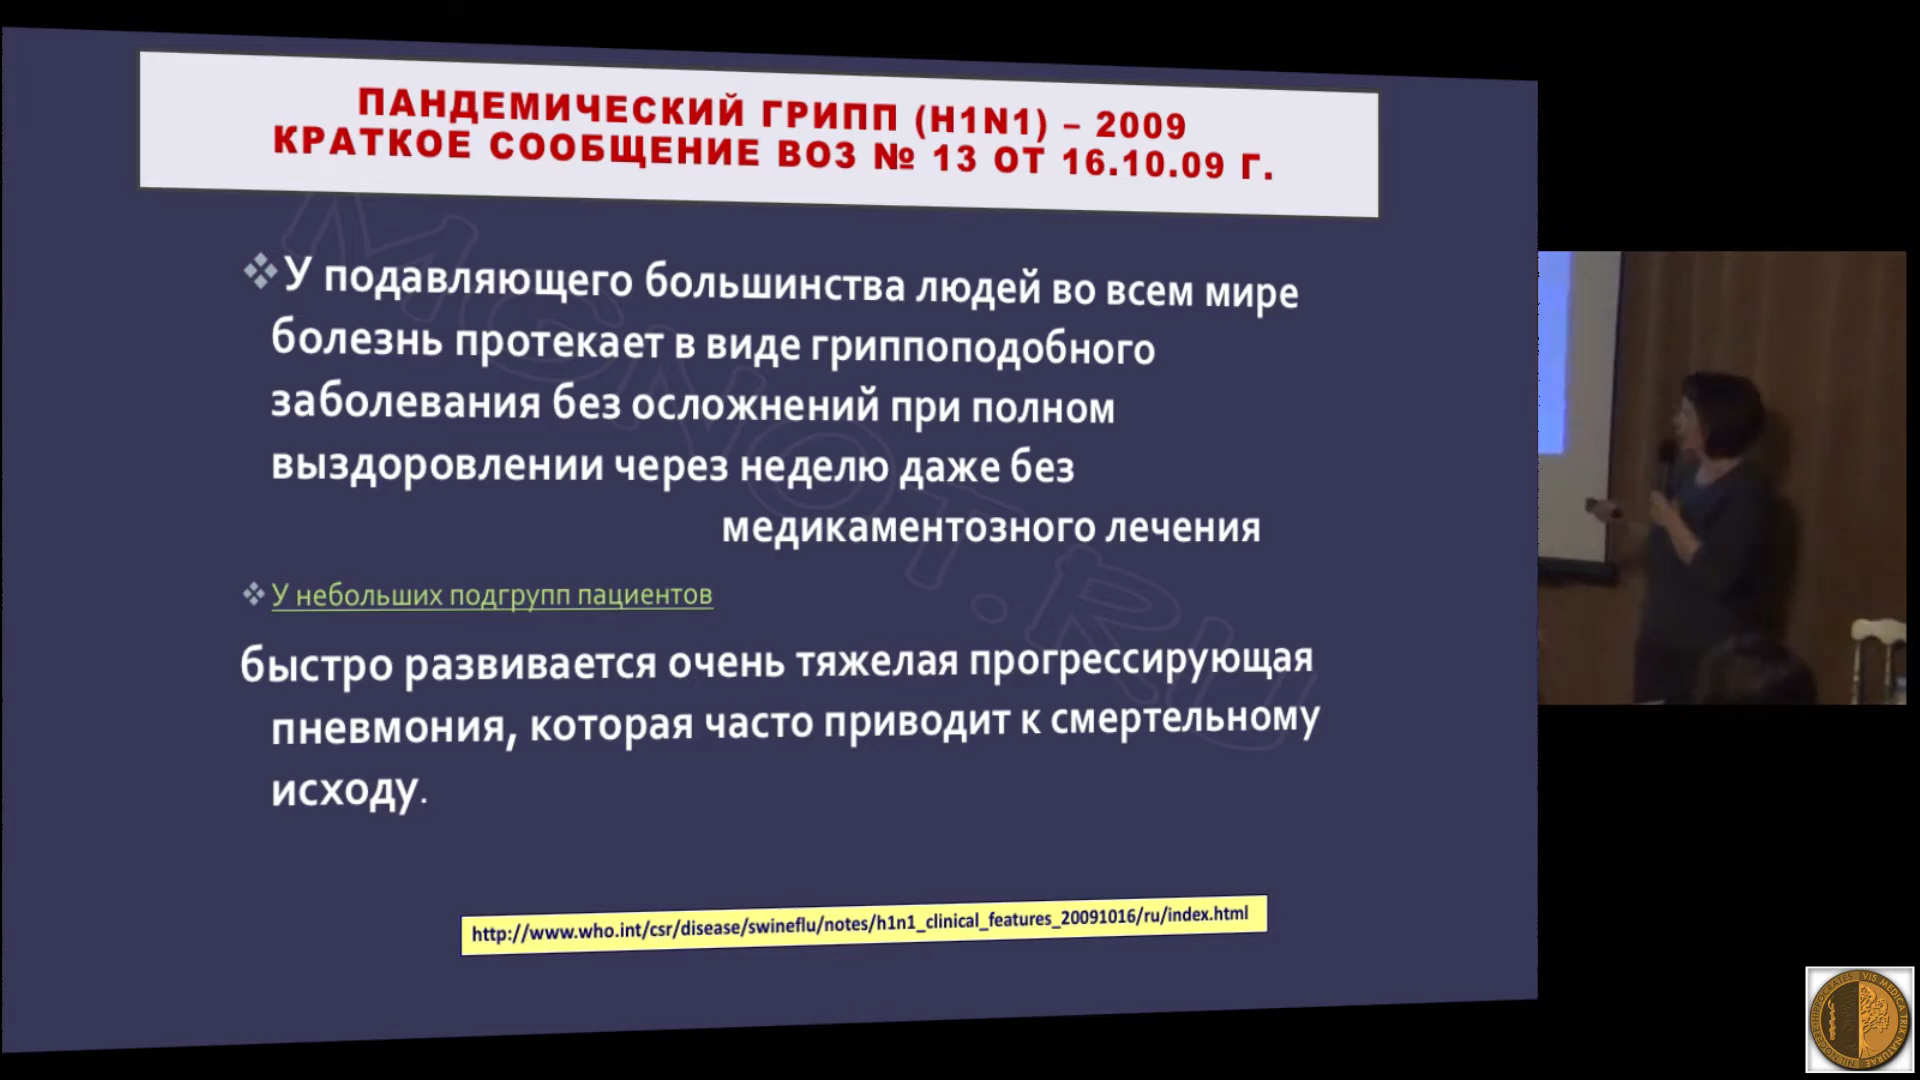 ПАНДЕМИЧЕСКИЙ ГРИПП (H1N1) – 2009
КРАТКОЕ СООБЩЕНИЕ ВОЗ № 13 ОТ 16.10.09 Г.
У подавляющего большинства людей во всем мире
болезнь протекает в виде гриппоподобного
заболевания без осложнений при полном
выздоровлении через неделю даже без
медикаментозного лечения
У небольших подгрупп пациентов
быстро развивается очень тяжелая прогрессирующая
пневмония, которая часто приводит к смертельному
исходу.
http://www.who.int/csr/disease/swineflu/notes/h1n1_clinical_features_20091016/ru/index.html
MGNOT.RU